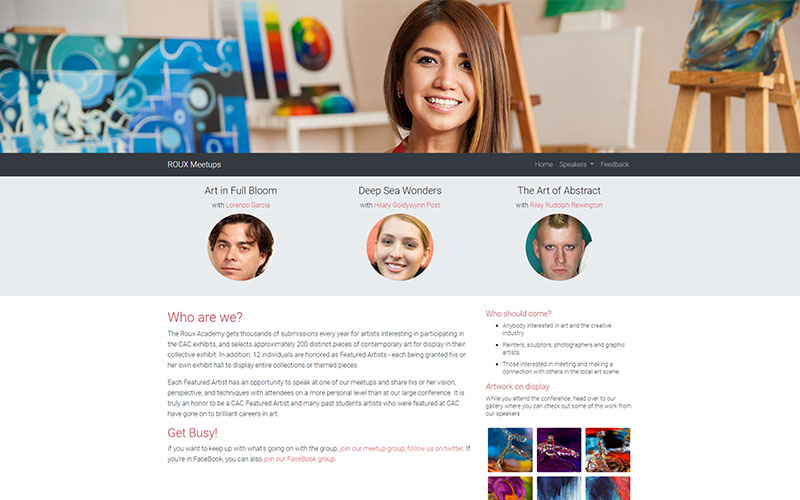 ROUX Meetups
Home Speakers Feedback
Art in Full Bloom
with Lorenzo Garcia
Deep Sea Wonders
with Hilary Goldywynn Post
The Art of Abstract
with Riley Rudolph Rewington
Who are we?
The Roux Academy gets thousands of submissions every year for artists interesting in participating in
the CAC exhibits, and selects approximately 200 distinct pieces of contemporary art for display in their
collective exhibit. In addition, 12 individuals are honored as Featured Artists - each being granted his or
her own exhibit hall to display entire collections or themed pieces.
Each Featured Artist has an opportunity to speak at one of our meetups and share his or her vision,
perspective, and techniques with attendees on a more personal level than at our large conference. It is
truly an honor to be a CAC Featured Artist and many past students artists who were featured at CAC
have gone on to brilliant careers in art.
Get Busy!
If you want to keep up with what's going on with the group, join our meetup group, follow us on twitter. If
you're in FaceBook, you can also join our FaceBook group.
Who should come?
Anybody interested in art and the creative
industry
Painters, sculptors, photographers and graphic
artists
Those interested in meeting and making a
connection with others in the local art scene.
Artwork on display
While you attend the conference, head over to our
gallery where you can check out some of the work from
our speakers.